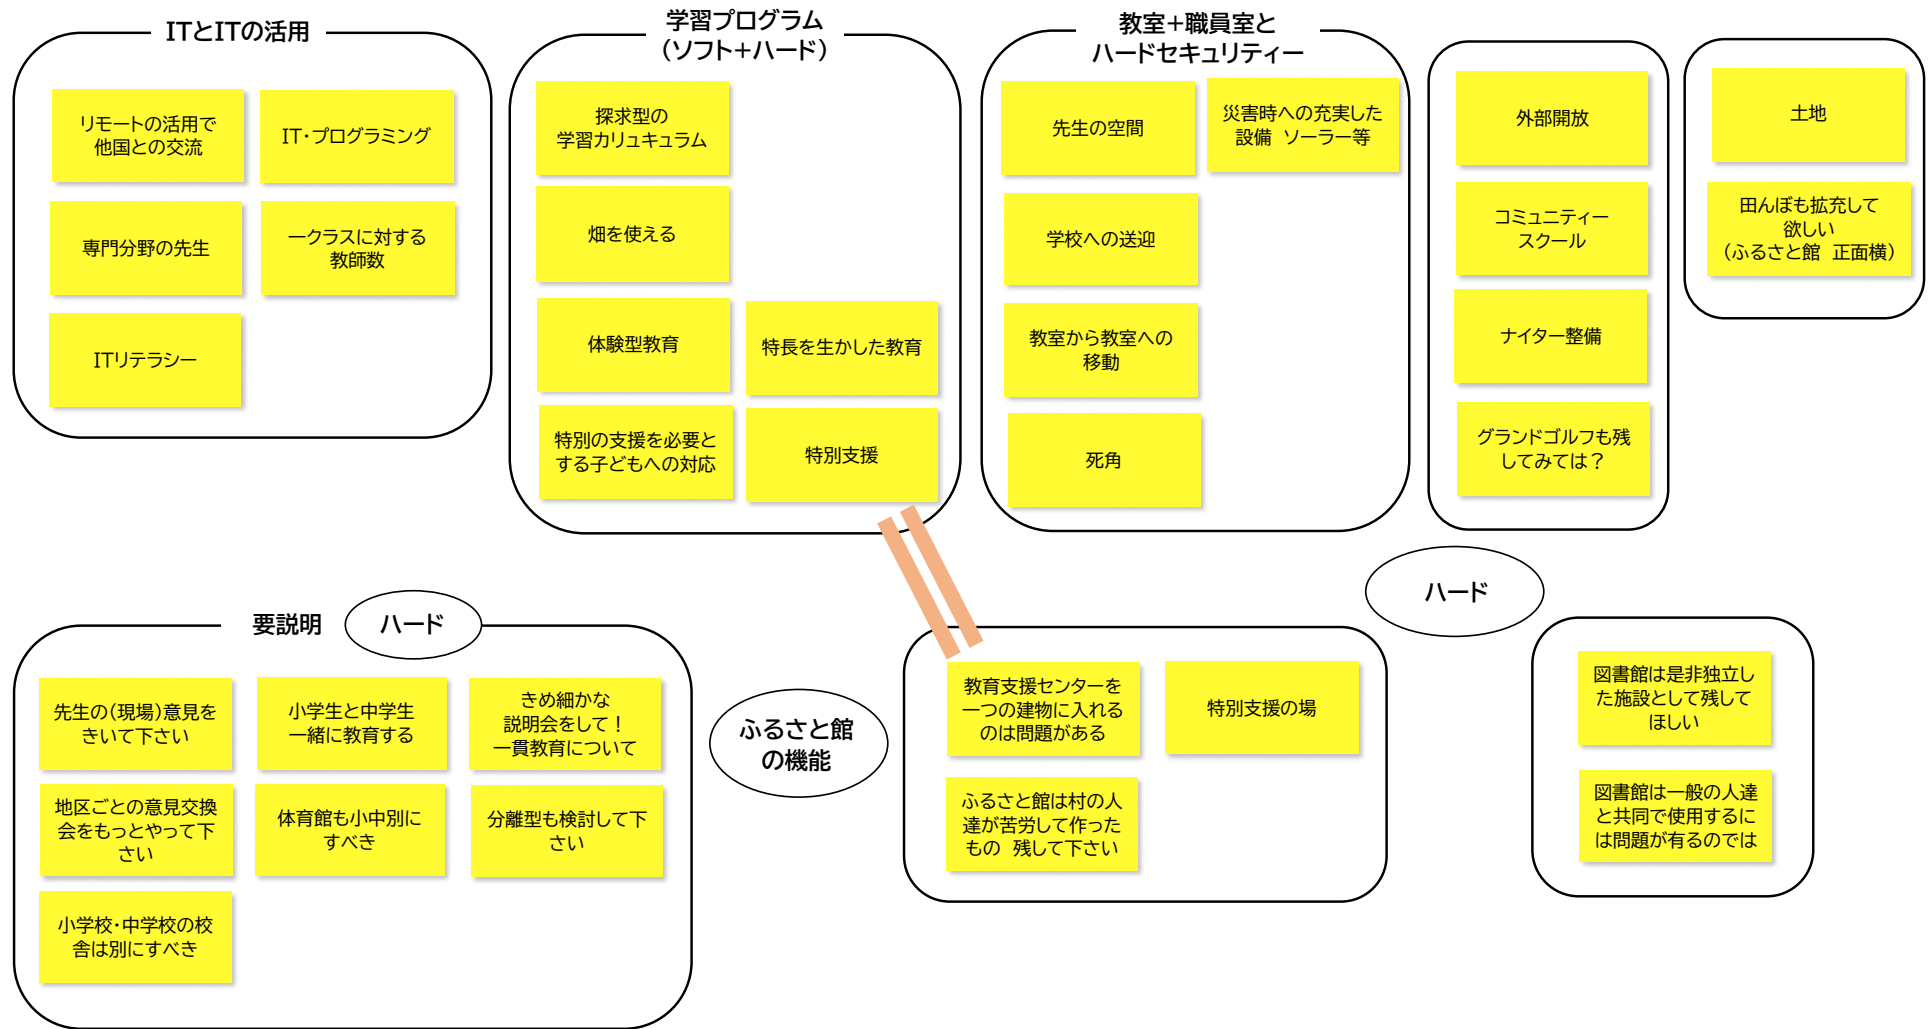 ITとITの活用
リモートの活用で
他国との交流
IT・プログラミング
専門分野の先生
一クラスに対する
教師数
ITリテラシー
学習プログラム
（ソフト＋ハード）
探求型の
学習カリュキュラム
畑を使える
体験型教育
特長を生かした教育
特別の支援を必要と
する子どもへの対応
特別支援
教室＋職員室と
ハードセキュリティー
先生の空間
災害時への充実した
設備　ソーラー等
学校への送迎
教室から教室への
移動
死角
外部開放
コミュニティー
スクール
ナイター整備
グランドゴルフも残
してみては？
土地
田んぼも拡充して
欲しい
（ふるさと館　正面横）
ハード
要説明
ハード
先生の（現場）意見を
きいて下さい
小学生と中学生
一緒に教育する
きめ細かな
説明会をして！
一貫教育について
地区ごとの意見交換
会をもっとやって下
さい
体育館も小中別に
すべき
分離型も検討して下
さい
小学校・中学校の校
舎は別にすべき
ふるさと館
の機能
教育支援センターを
一つの建物に入れる
のは問題がある
特別支援の場
ふるさと館は村の人
達が苦労して作った
もの　残して下さい
図書館は是非独立し
た施設として残して
ほしい
図書館は一般の人達
と共同で使用するに
は問題が有るのでは